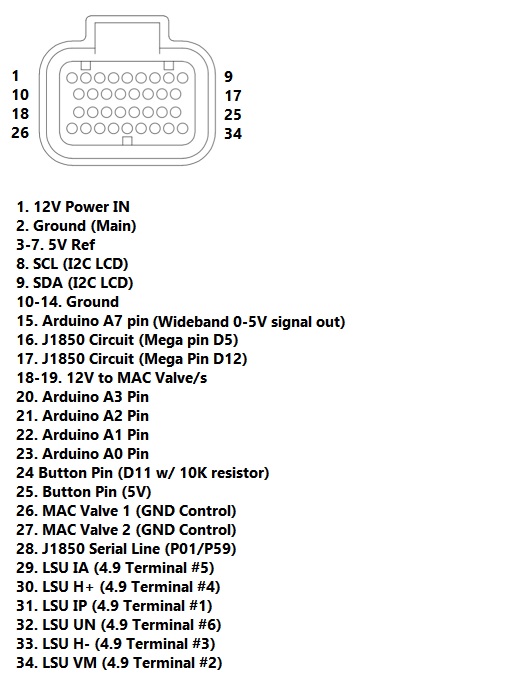 1 9
10 17
18 25
26 34
1. 12V Power IN
2. Ground (Main)
3-7. 5V Ref
8. SCL (I2C LCD)
9. SDA (I2C LCD)
10-14. Ground
15. Arduino A7 pin (Wideband 0-5V signal out)
16. J1850 Circuit (Mega pin D5)
17. J1850 Circuit (Mega Pin D12)
18-19. 12V to MAC Valve/s
20. Arduino A3 Pin
21. Arduino A2 Pin
22. Arduino A1 Pin
23. Arduino A0 Pin
24 Button Pin (D11 w/ 10K resistor)
25. Button Pin (5V)
26. MAC Valve 1 (GND Control)
27. MAC Valve 2 (GND Control)
28. J1850 Serial Line (P01/P59)
29. LSU IA (4.9 Terminal #5)
30. LSU H+ (4.9 Terminal #4)
31. LSU IP (4.9 Terminal #1)
32. LSU UN (4.9 Terminal #6)
33. LSU H- (4.9 Terminal #3)
34. LSU VM (4.9 Terminal #2)